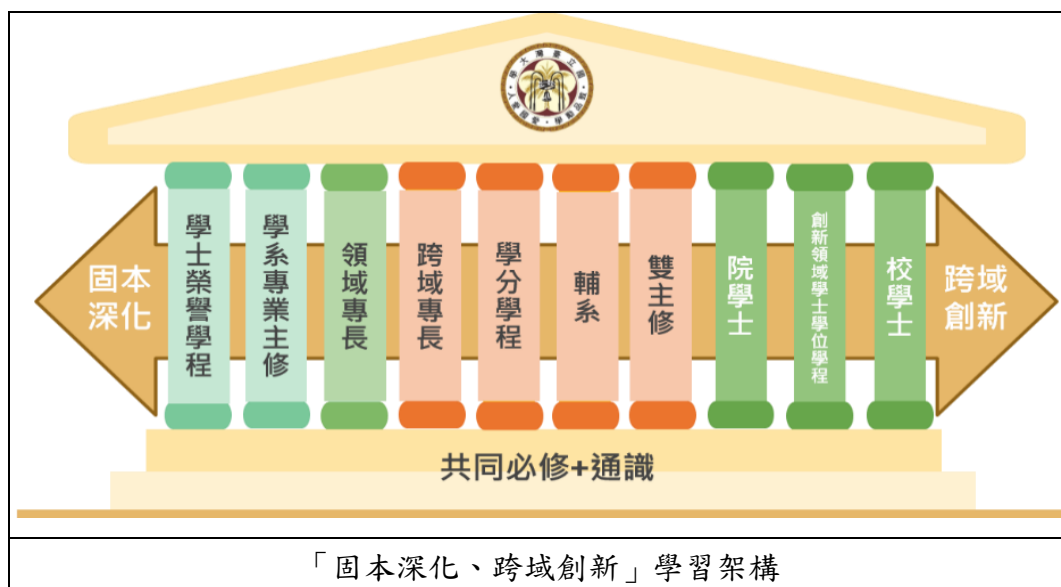 固本
深化
學士榮譽學程
學系專業主修
領域專長
跨域專長
學分學程
輔系
雙主修
院學士
創新領域學士學位學程
校學士
跨域
創新
共同必修+通識
「固本深化、跨域創新」學習架構